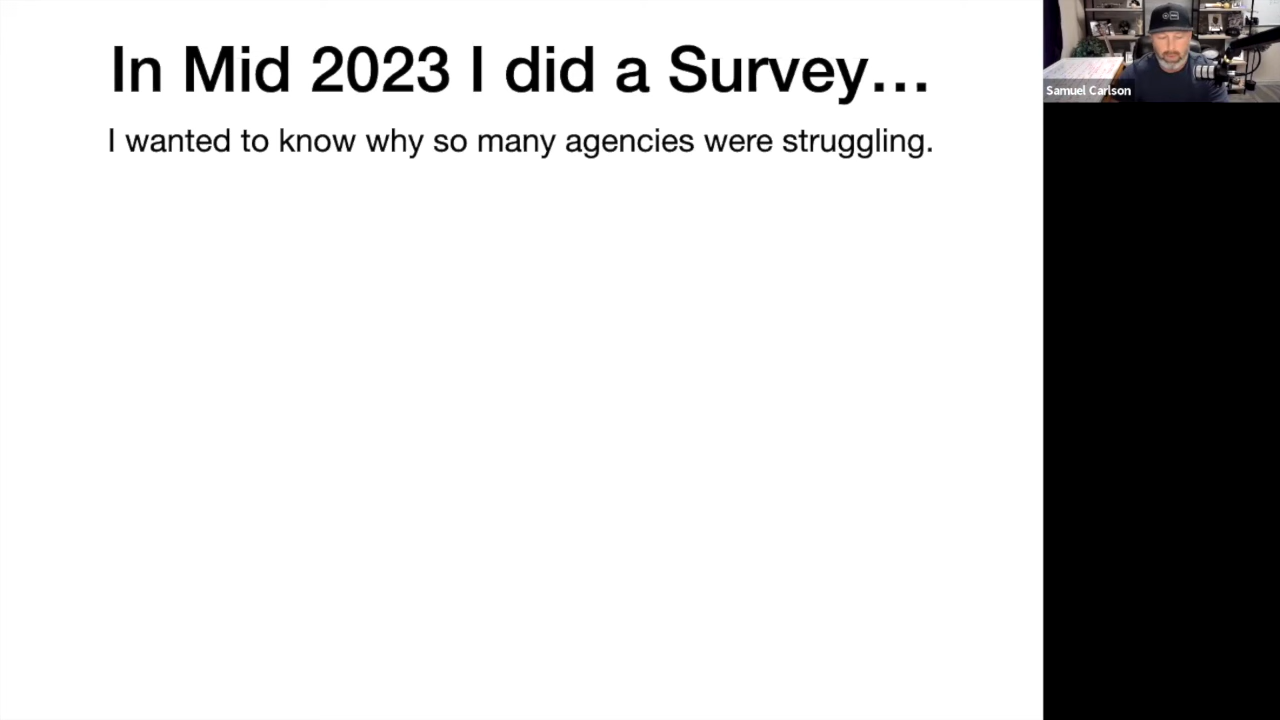 In Mid 2023 I did a Survey…
I wanted to know why so many agencies were struggling.
Samuel Carlson